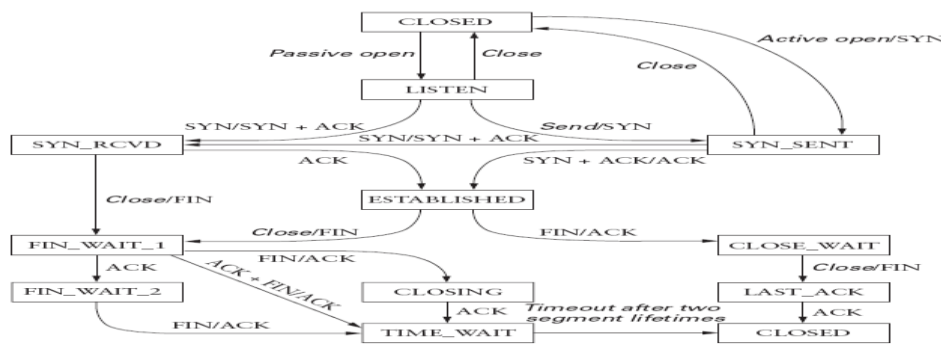 CLOSED
Active open/SYN
Passive open
Close
Close
LISTEN
SYN/SYN + ACK
SYN/SYN + ACK
Send/SYN
SYN_RCVD
SYN_SENT
ACK
SYN + ACK/ACK
Close/FIN
ESTABLISHED
Close/FIN
FIN/ACK
FIN_WAIT_1
CLOSE_WAIT
ACK
ACK + FIN/ACK
FIN/ACK
Close/FIN
FIN_WAIT_2
CLOSING
LAST_ACK
FIN/ACK
ACK
Timeout after two
segment lifetimes
ACK
TIME_WAIT
CLOSED